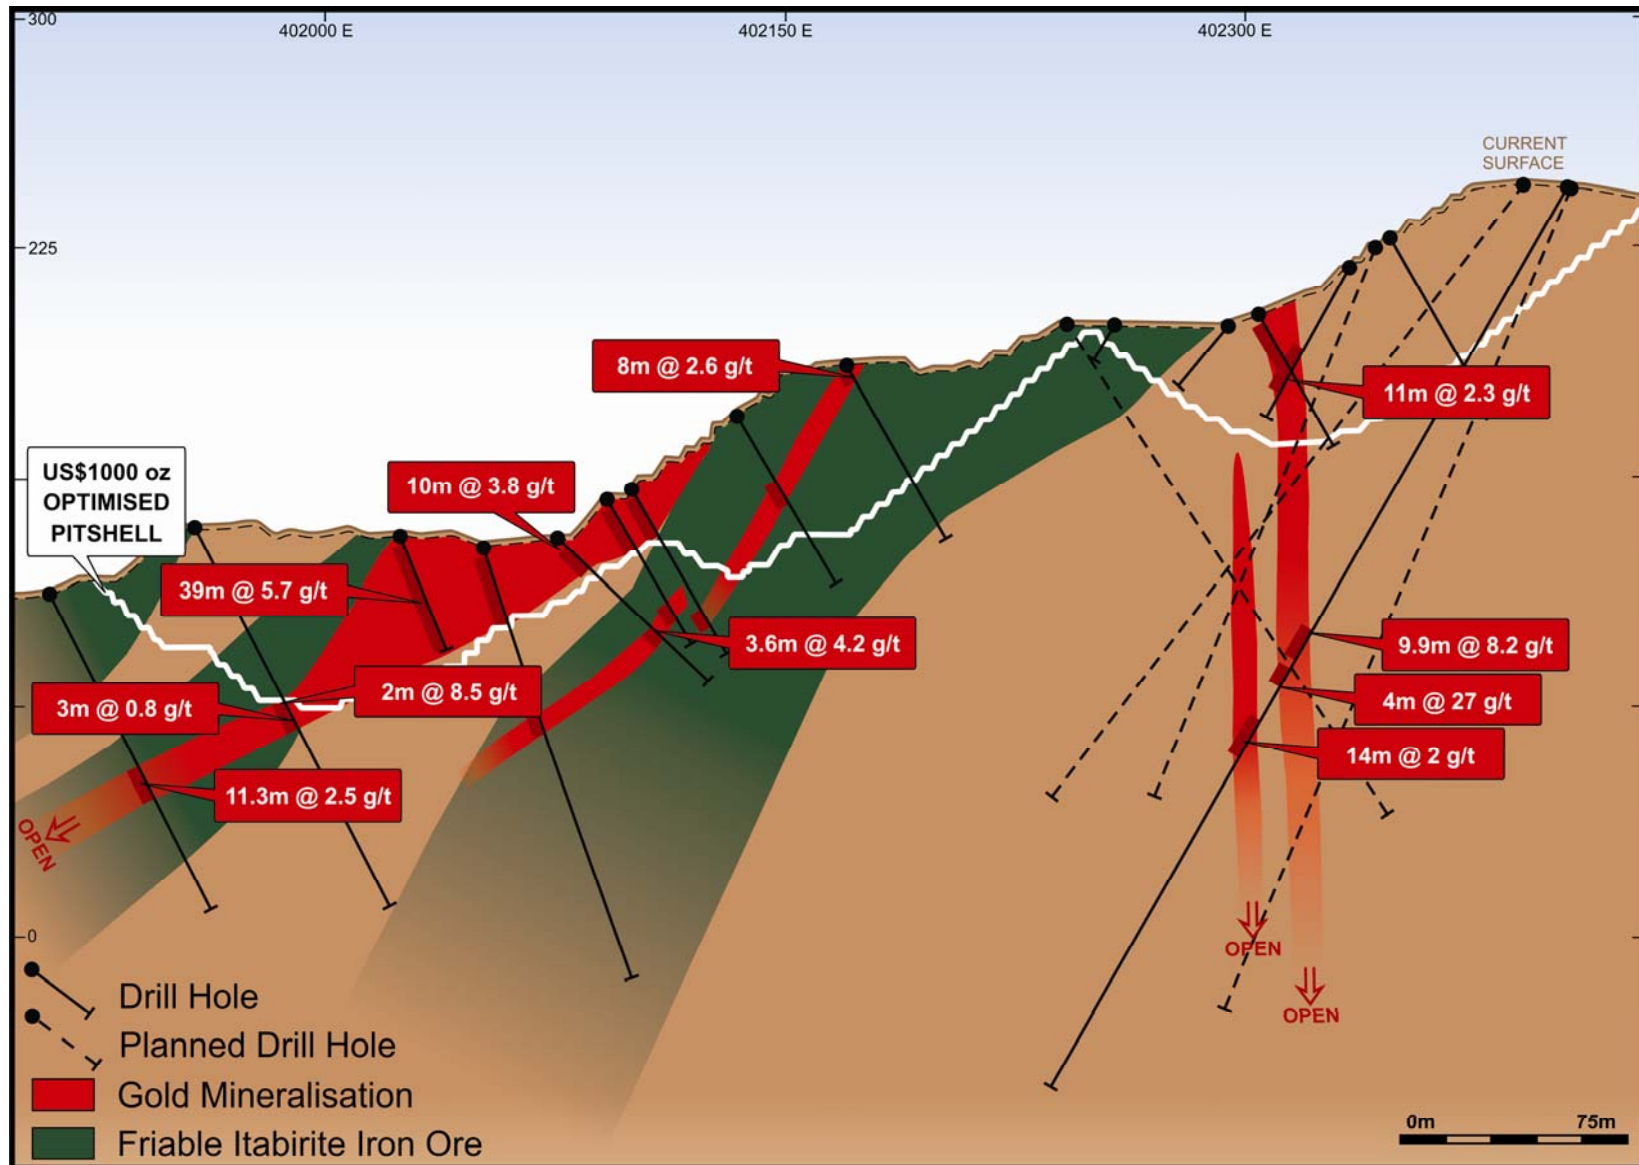 300
402000 E
402150 E
402300 E
CURRENT
SURFACE
225
8m @ 2.6 g/t
11m @ 2.3 g/t
US$1000 oz
OPTIMISED
PITSHELL
10m @ 3.8 g/t
39m @ 5.7 g/t
3.6m @ 4.2 g/t
9.9m @ 8.2 g/t
2m @ 8.5 g/t
3m @ 0.8 g/t
4m @ 27 g/t
14m @ 2 g/t
11.3m @ 2.5 g/t
OPEN
0
OPEN
OPEN
Drill Hole
Planned Drill Hole
Gold Mineralisation
Friable Itabirite Iron Ore
0m 75m